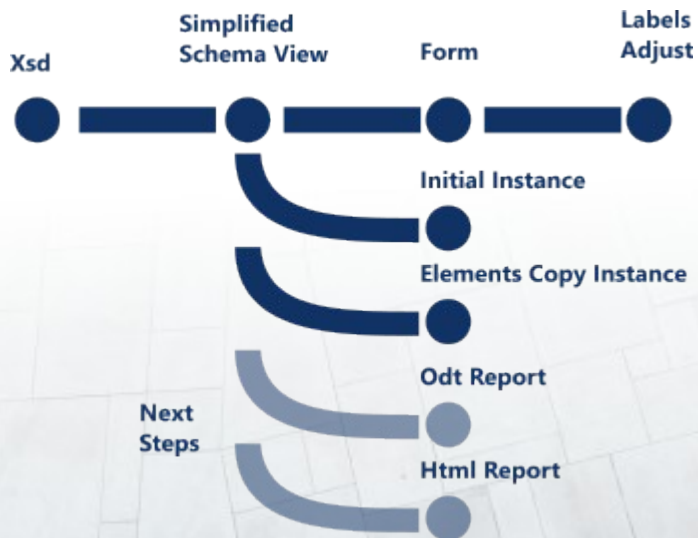 Xsd
Simplified
Schema View
Form
Labels
Adjust
Initial Instance
Elements Copy Instance
Odt Report
Next
Steps
Html Report